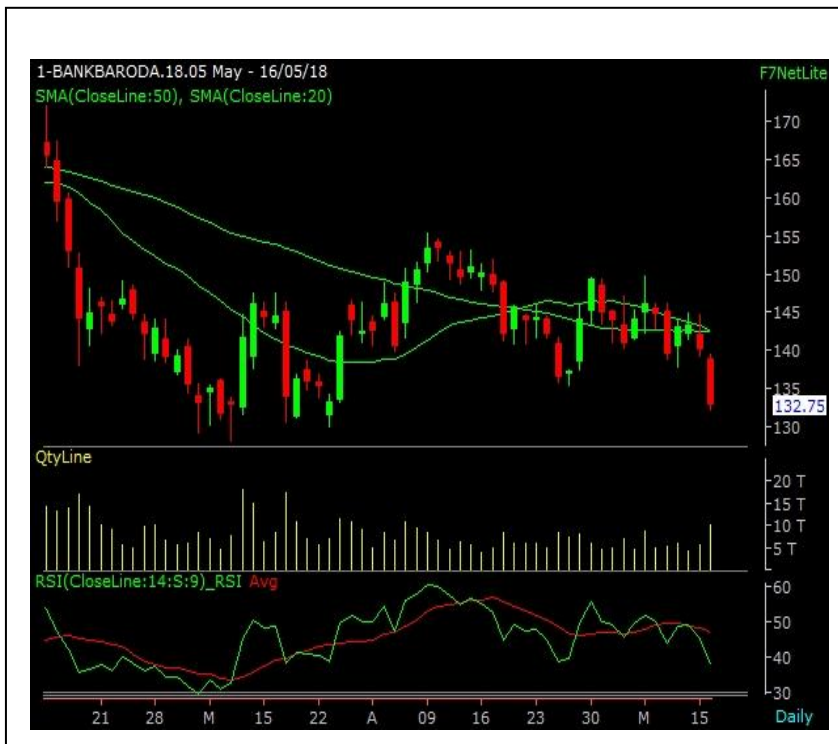 1-BANKBARODA.18.05 May - 16/05/18
F7NetLite
SMA(CloseLine:50), SMA(CloseLine:20)
170
165
160
155
150
145
140
135
132.75
130
QtyLine
20 T
15 T
10 T
5 T
RSI(CloseLine:14:S:9)_RSI Avg
60
50
40
30
21 28 M 15 22 A 09 16 23 30 M 15 Daily